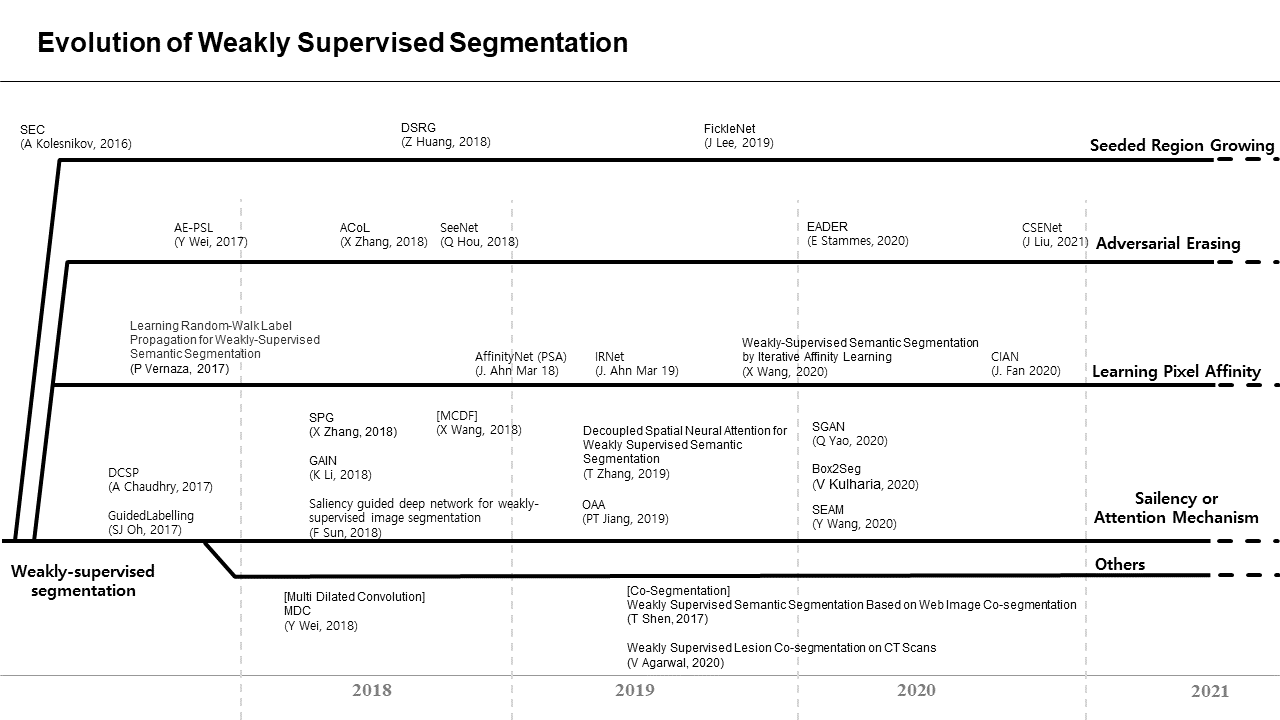 Evolution of Weakly Supervised Segmentation
SEC
(A Kolesnikov, 2016)
DSRG
(Z Huang, 2018)
FickleNet
(J Lee, 2019)
Seeded Region Growing
AE-PSL
(Y Wei, 2017)
ACoL
(X Zhang, 2018)
SeeNet
(Q Hou, 2018)
EADER
(E Stammes, 2020)
CSENet
(J Liu, 2021)
Adversarial Erasing
Learning Random-Walk Label
Propagation for Weakly-Supervised
Semantic Segmentation
(P Vernaza, 2017)
AffinityNet (PSA)
(J. Ahn Mar 18)
IRNet
(J. Ahn Mar 19)
Weakly-Supervised Semantic Segmentation
by Iterative Affinity Learning
(X Wang, 2020)
CIAN
(J. Fan 2020)
Learning Pixel Affinity
DCSP
(A Chaudhry, 2017)
GuidedLabelling
(SJ Oh, 2017)
SPG
(X Zhang, 2018)
GAIN
(K Li, 2018)
Saliency guided deep network for weakly-
supervised image segmentation
(F Sun, 2018)
[MCDF]
(X Wang, 2018)
Decoupled Spatial Neural Attention for
Weakly Supervised Semantic
Segmentation
(T Zhang, 2019)
OAA
(PT Jiang, 2019)
SGAN
(Q Yao, 2020)
Box2Seg
(V Kulharia, 2020)
SEAM
(Y Wang, 2020)
Sailency or
Attention Mechanism
Weakly-supervised
segmentation
Others
[Multi Dilated Convolution]
MDC
(Y Wei, 2018)
[Co-Segmentation]
Weakly Supervised Semantic Segmentation Based on Web Image Co-segmentation
(T Shen, 2017)
Weakly Supervised Lesion Co-segmentation on CT Scans
(V Agarwal, 2020)
2018
2019
2020
2021